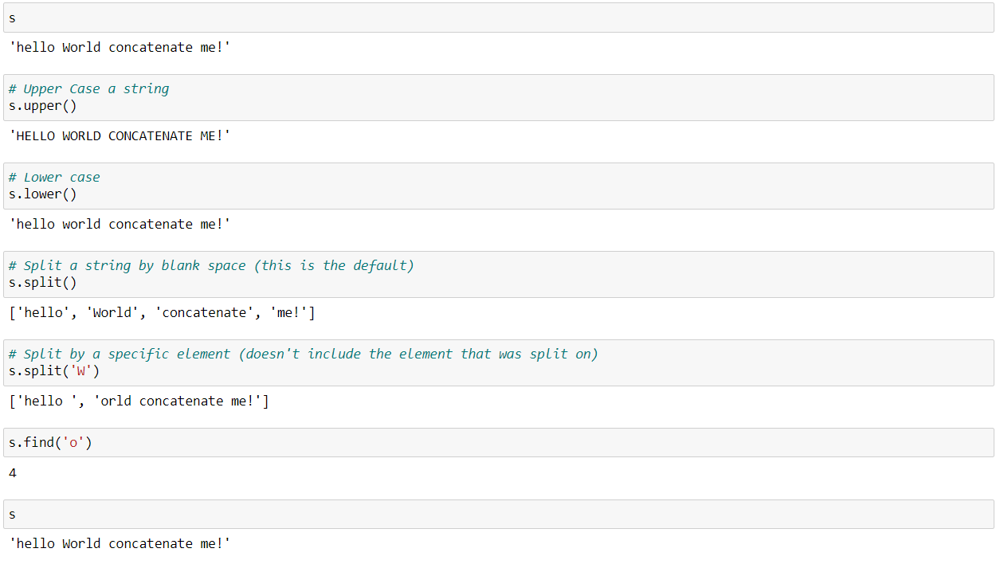 s
'hello World concatenate me!'
# Upper Case a string
s.upper()
'HELLO WORLD CONCATENATE ME!'
# Lower case
s.lower()
'hello world concatenate me!'
# Split a string by blank space (this is the default)
s.split()
['hello', 'World', 'concatenate', 'me!']
# Split by a specific element (doesn't include the element that was split on)
s.split('W')
['hello ', 'orld concatenate me!']
s.find('o')
4
s
'hello World concatenate me!'